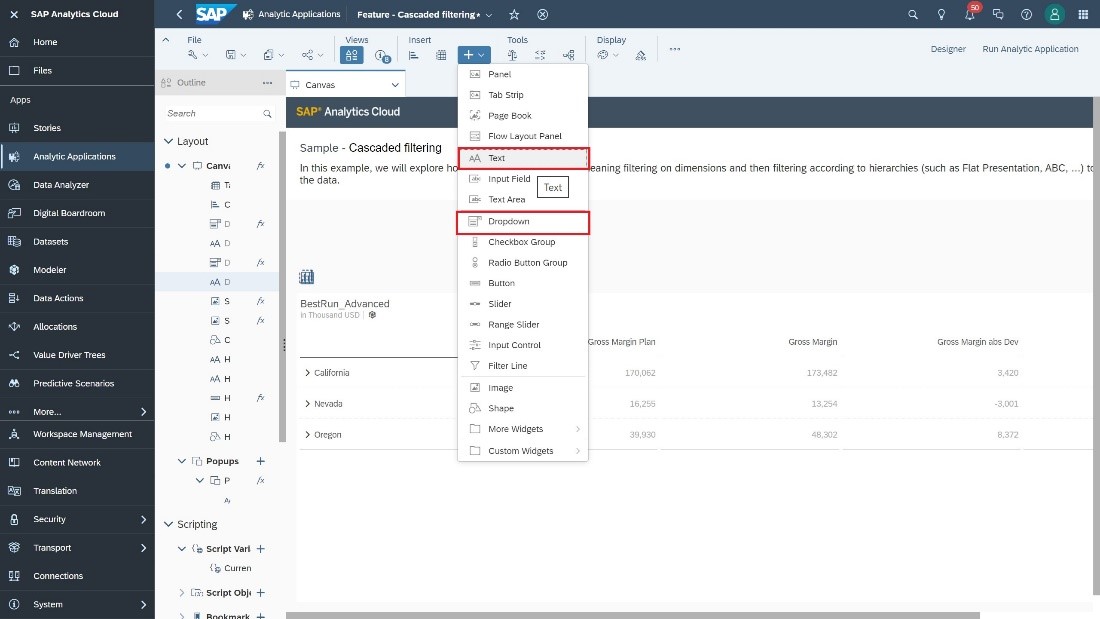 SAP Analytics Cloud
SAP
Analytic Applications
Feature - Cascaded filtering*
50
Home
Files
Apps
Stories
Analytic Applications
Data Analyzer
Digital Boardroom
Datasets
Modeler
Data Actions
Allocations
Value Driver Trees
Predictive Scenarios
More...
Workspace Management
Content Network
Translation
Security
Transport
Connections
System
File
Views
Insert
Tools
Display
Designer
Run Analytic Application
Outline
Search
Layout
Canv
C
D
AA D
D
AA D
S
S
C
AA H
AA H
H
H
H
Popups
P
Scripting
Script Vari
Curren
Script Obj
Bookmark
Canvas
SAP Analytics Cloud
Sample - Cascaded filtering
In this example, we will explore ho
eaning filtering on dimensions and then filtering according to hierarchies (such as Flat Presentation, ABC, ...) to
the data.
Panel
Tab Strip
Page Book
Flow Layout Panel
AA Text
Input Field
Text
Text Area
Dropdown
Checkbox Group
Radio Button Group
Button
Slider
Range Slider
Input Control
Filter Line
Image
Shape
More Widgets
Custom Widgets
BestRun_Advanced
in Thousand USD
Gross Margin Plan Gross Margin Gross Margin abs Dev
California 170,062 173,482 3,420
Nevada 16,255 13,254 -3,001
Oregon 39,930 48,302 8,372